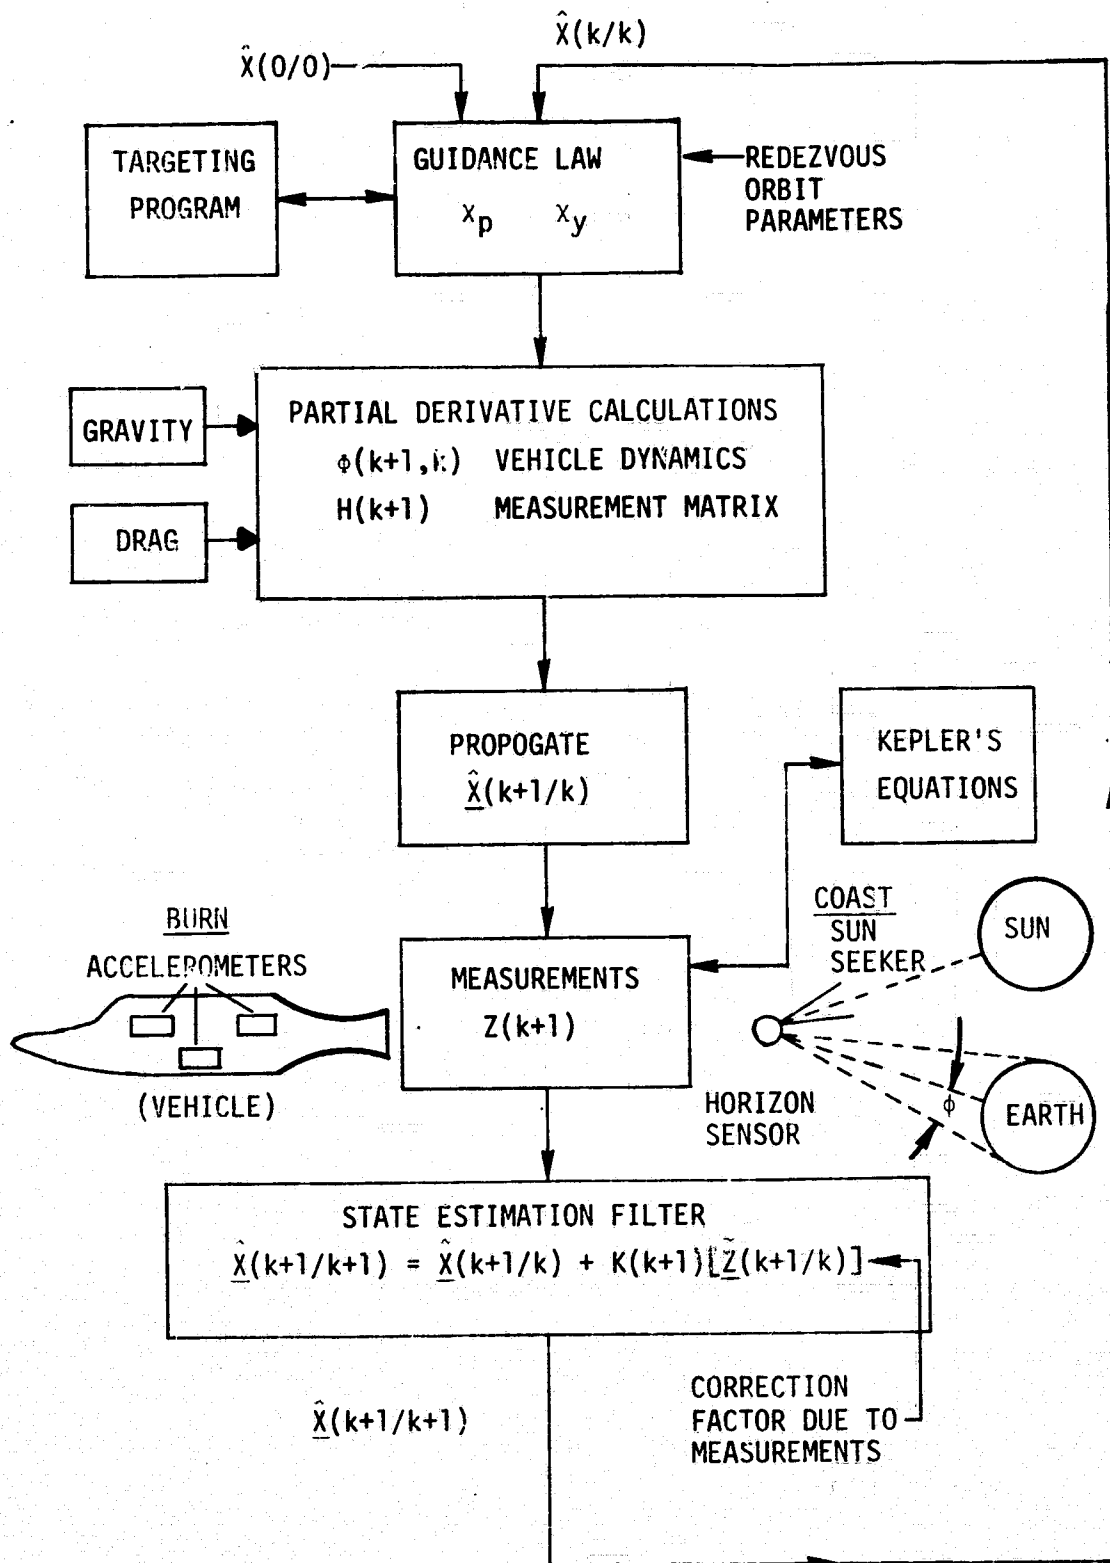 X̂(k/k)
X̂(0/0)
TARGETING
PROGRAM
GUIDANCE LAW
χp χy
REDEZVOUS
ORBIT
PARAMETERS
GRAVITY
DRAG
PARTIAL DERIVATIVE CALCULATIONS
ϕ(k+1,k) VEHICLE DYNAMICS
H(k+1) MEASUREMENT MATRIX
PROPOGATE
X̂(k+1/k)
KEPLER'S
EQUATIONS
BURN
ACCELEROMETERS
(VEHICLE)
MEASUREMENTS
Z(k+1)
COAST
SUN
SEEKER
SUN
HORIZON
SENSOR
ϕ
EARTH
STATE ESTIMATION FILTER
X̂(k+1/k+1) = X̂(k+1/k) + K(k+1)[Z̃(k+1/k)]
X̂(k+1/k+1)
CORRECTION
FACTOR DUE TO
MEASUREMENTS